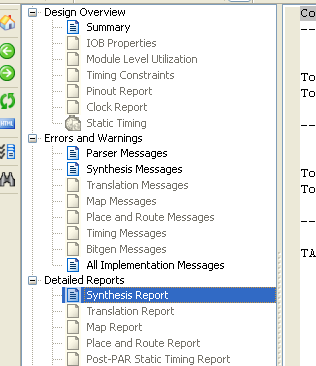 Design Overview
Summary
IOB Properties
Module Level Utilization
Timing Constraints
Pinout Report
Clock Report
Static Timing
Errors and Warnings
Parser Messages
Synthesis Messages
Translation Messages
Map Messages
Place and Route Messages
Timing Messages
Bitgen Messages
All Implementation Messages
Detailed Reports
Synthesis Report
Translation Report
Map Report
Place and Route Report
Post-PAR Static Timing Report
HTML
Co
--
To
To
--
To
To
--
TA